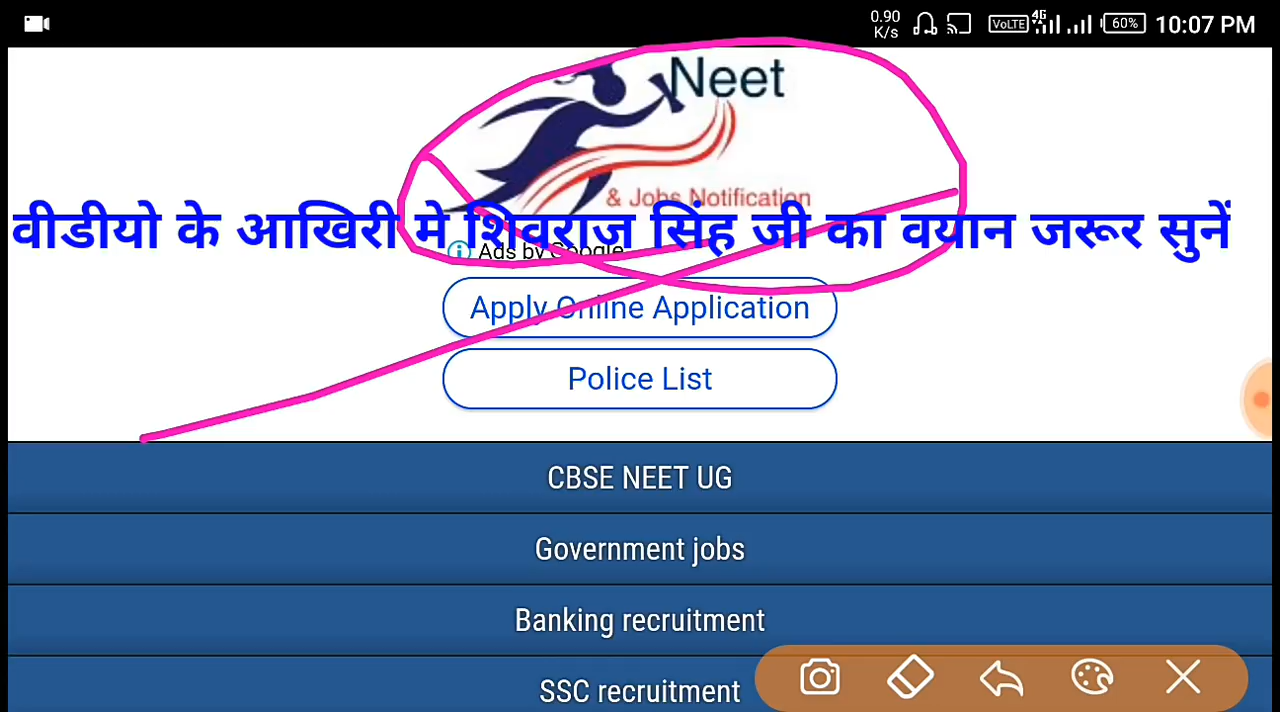 0.90 K/s VoLTE 4G 60% 10:07 PM
Neet
& Jobs Notification
वीडीयो के आखिरी मे शिवराज सिंह जी का वयान जरूर सुनें
Ads by Google
Apply Online Application
Police List
CBSE NEET UG
Government jobs
Banking recruitment
SSC recruitment